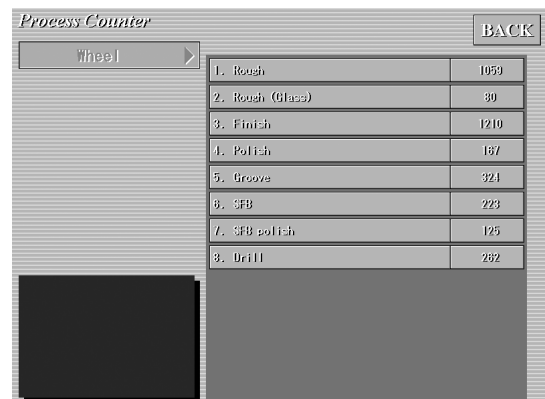 Process Counter
BACK
Wheel
1. Rough 1059
2. Rough (Glass) 80
3. Finish 1210
4. Polish 167
5. Groove 324
6. SFB 223
7. SFB polish 125
8. Drill 262